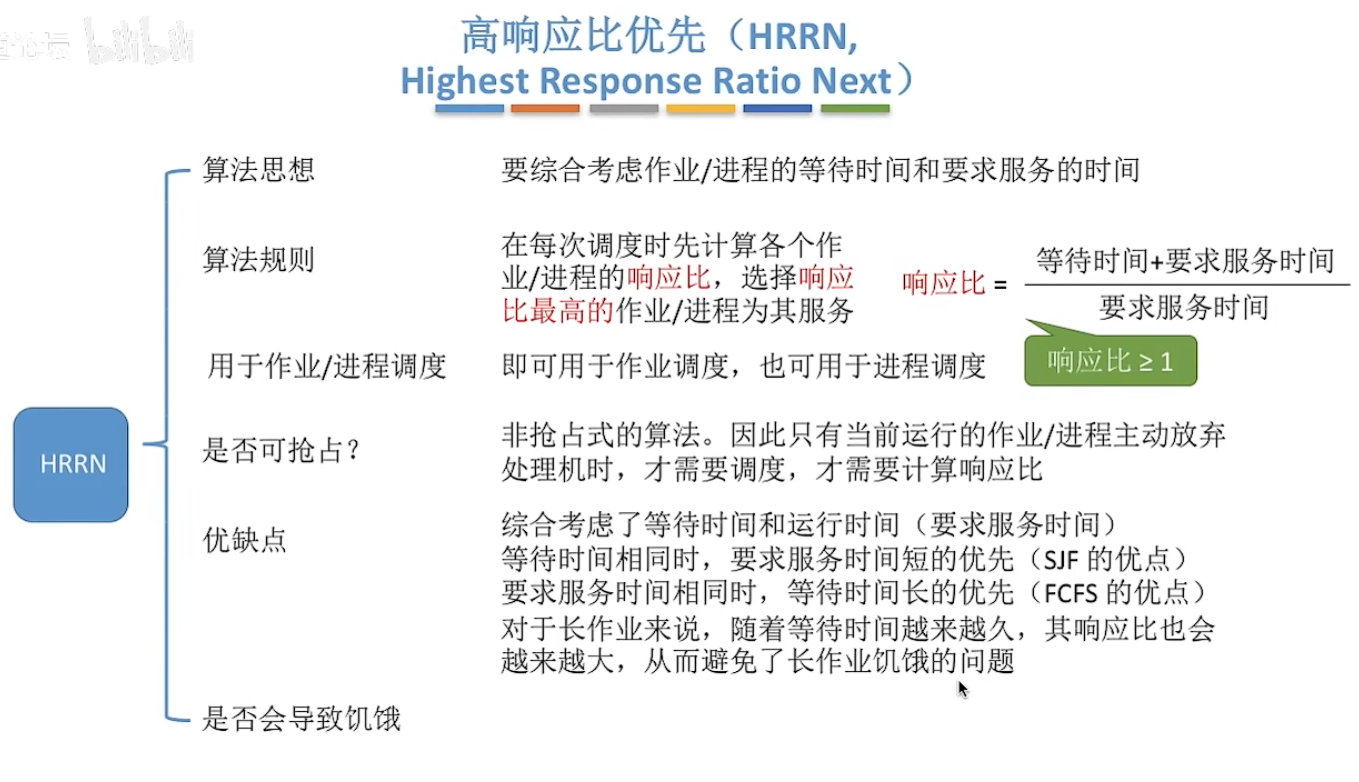 bilibili
高响应比优先（HRRN,
Highest Response Ratio Next）
算法思想
要综合考虑作业/进程的等待时间和要求服务的时间
算法规则
在每次调度时先计算各个作
业/进程的响应比，选择响应
比最高的作业/进程为其服务
响应比 =
等待时间+要求服务时间
要求服务时间
响应比 ≥ 1
用于作业/进程调度
即可用于作业调度，也可用于进程调度
HRRN
是否可抢占？
非抢占式的算法。因此只有当前运行的作业/进程主动放弃
处理机时，才需要调度，才需要计算响应比
优缺点
综合考虑了等待时间和运行时间（要求服务时间）
等待时间相同时，要求服务时间短的优先（SJF 的优点）
要求服务时间相同时，等待时间长的优先（FCFS 的优点）
对于长作业来说，随着等待时间越来越久，其响应比也会
越来越大，从而避免了长作业饥饿的问题
是否会导致饥饿